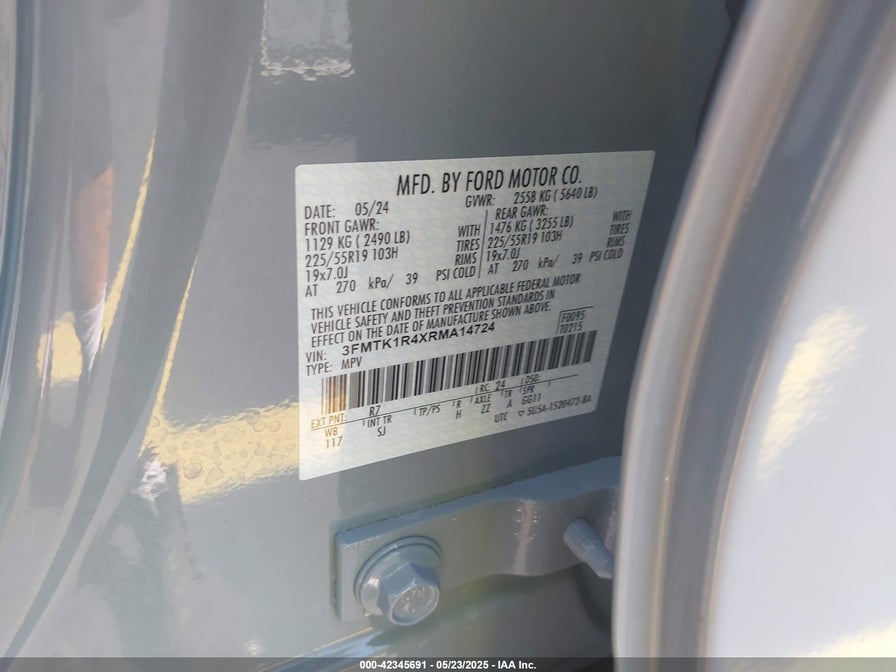 MFD. BY FORD MOTOR CO.
DATE: 05/24 GVWR: 2558 KG ( 5640 LB)
FRONT GAWR: REAR GAWR:
1129 KG ( 2490 LB) WITH 1476 KG ( 3255 LB) WITH
225/55R19 103H TIRES 225/55R19 103H TIRES
19x7.0J RIMS 19x7.0J RIMS
AT 270 kPa/ 39 PSI COLD AT 270 kPa/ 39 PSI COLD
THIS VEHICLE CONFORMS TO ALL APPLICABLE FEDERAL MOTOR
VEHICLE SAFETY AND THEFT PREVENTION STANDARDS IN
EFFECT ON THE DATE OF MANUFACTURE SHOWN ABOVE.
VIN: 3FMTK1R4XRMA14724 F0095
TYPE: MPV T0215
EXT PNT: R7 RC: 24 DSO:
WB INT TR TP/PS R AXLE TR SPR
117 SJ H ZZ A GG11
UTC 5U5A-1520472-BA
000-42345691 - 05/23/2025 - IAA Inc.